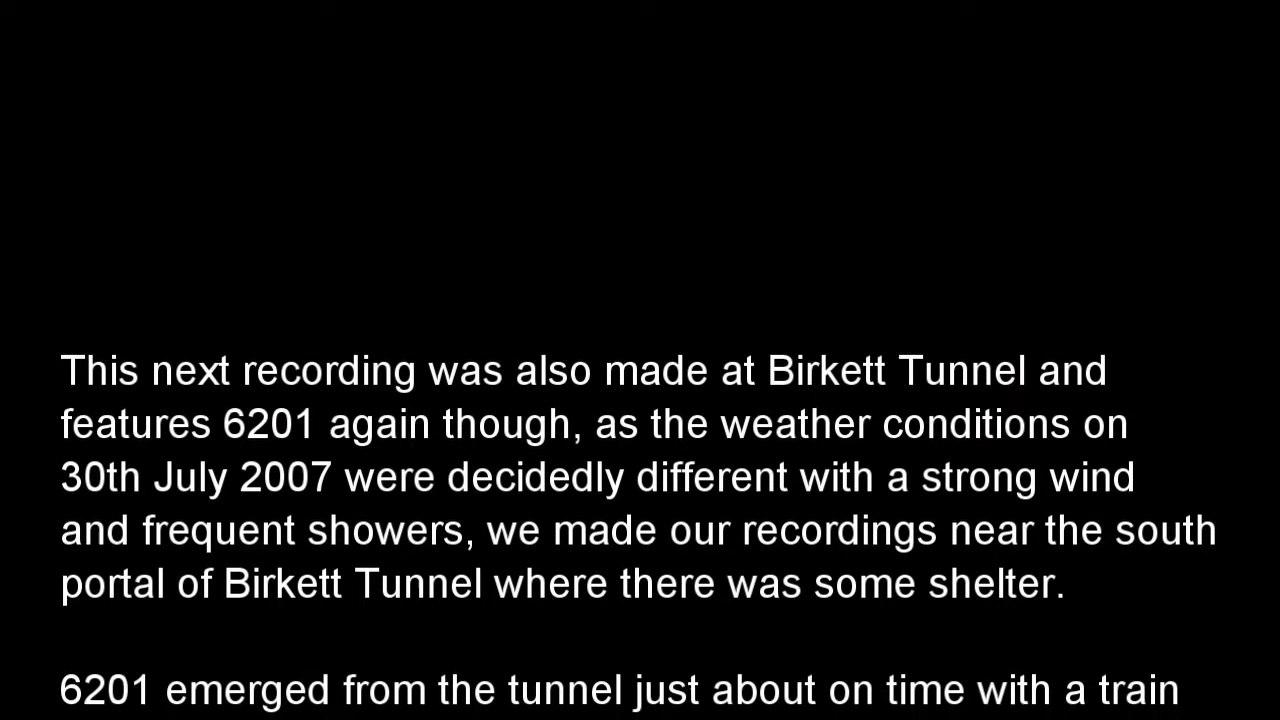 This next recording was also made at Birkett Tunnel and
features 6201 again though, as the weather conditions on
30th July 2007 were decidedly different with a strong wind
and frequent showers, we made our recordings near the south
portal of Birkett Tunnel where there was some shelter.
6201 emerged from the tunnel just about on time with a train